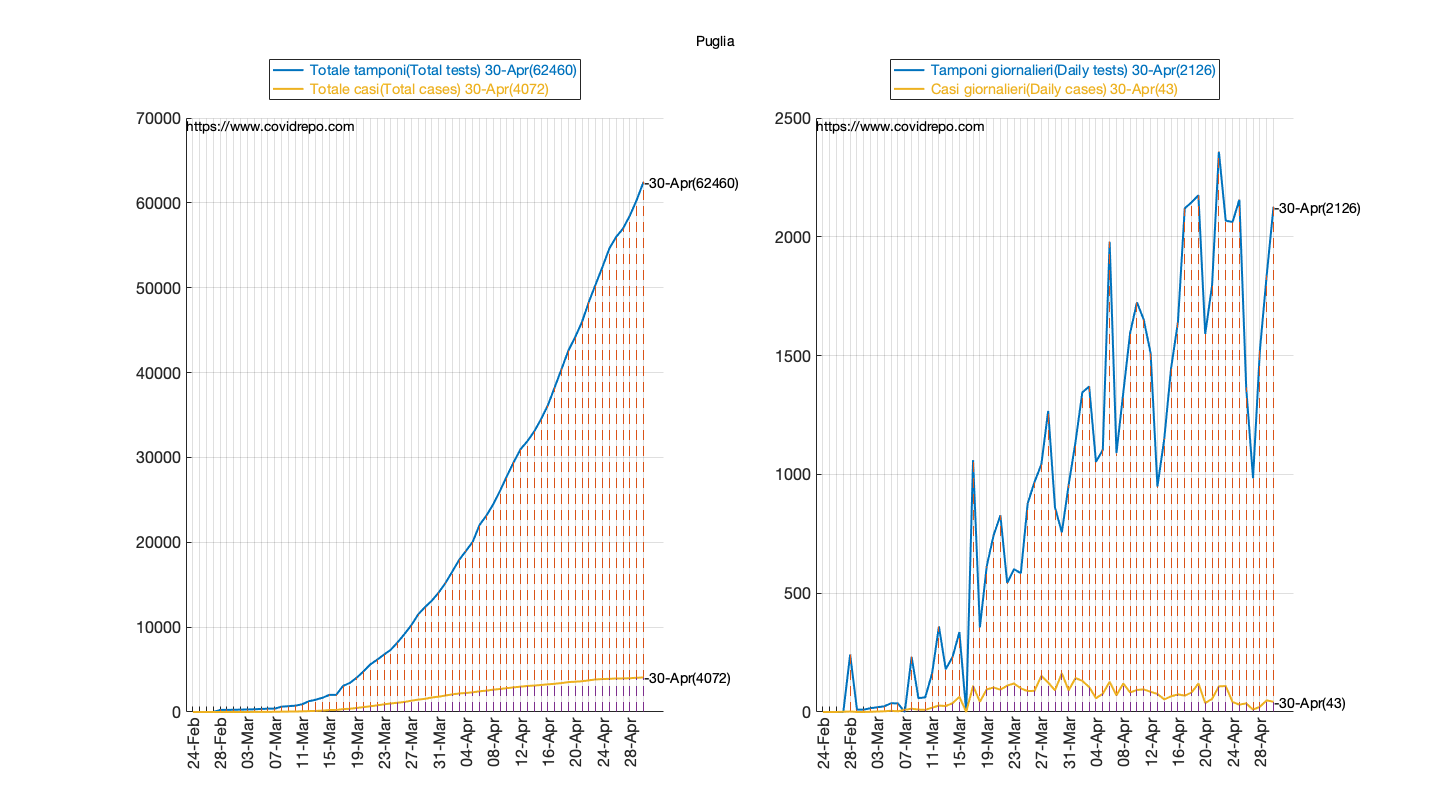 Puglia
Totale tamponi(Total tests) 30-Apr(62460)
Totale casi(Total cases) 30-Apr(4072)
https://www.covidrepo.com
70000
60000
50000
40000
30000
20000
10000
0
-30-Apr(62460)
-30-Apr(4072)
24-Feb
28-Feb
03-Mar
07-Mar
11-Mar
15-Mar
19-Mar
23-Mar
27-Mar
31-Mar
04-Apr
08-Apr
12-Apr
16-Apr
20-Apr
24-Apr
28-Apr
Tamponi giornalieri(Daily tests) 30-Apr(2126)
Casi giornalieri(Daily cases) 30-Apr(43)
https://www.covidrepo.com
2500
2000
1500
1000
500
0
-30-Apr(2126)
-30-Apr(43)
24-Feb
28-Feb
03-Mar
07-Mar
11-Mar
15-Mar
19-Mar
23-Mar
27-Mar
31-Mar
04-Apr
08-Apr
12-Apr
16-Apr
20-Apr
24-Apr
28-Apr